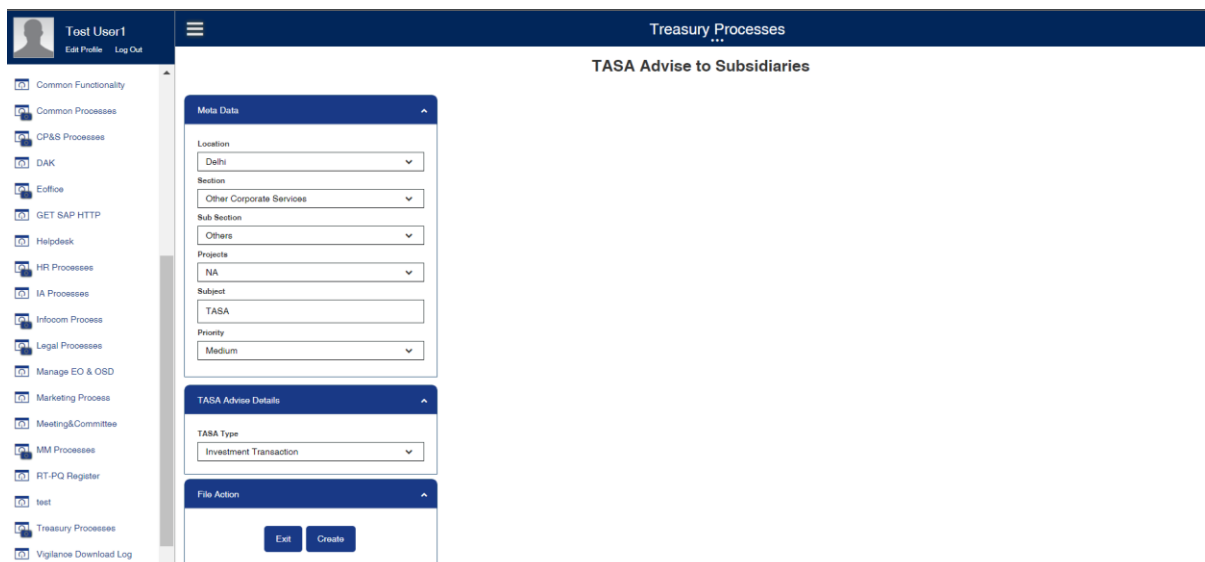 Test User1
Edit Profile Log Out
Common Functionality
Common Processes
CP&S Processes
DAK
Eoffice
GET SAP HTTP
Helpdesk
HR Processes
IA Processes
Infocom Process
Legal Processes
Manage EO & OSD
Marketing Process
Meeting&Committee
MM Processes
RT-PQ Register
test
Treasury Processes
Vigilance Download Log
Treasury Processes
...
TASA Advise to Subsidiaries
Meta Data
Location
Delhi
Section
Other Corporate Services
Sub Section
Others
Projects
NA
Subject
TASA
Priority
Medium
TASA Advise Details
TASA Type
Investment Transaction
File Action
Exit Create